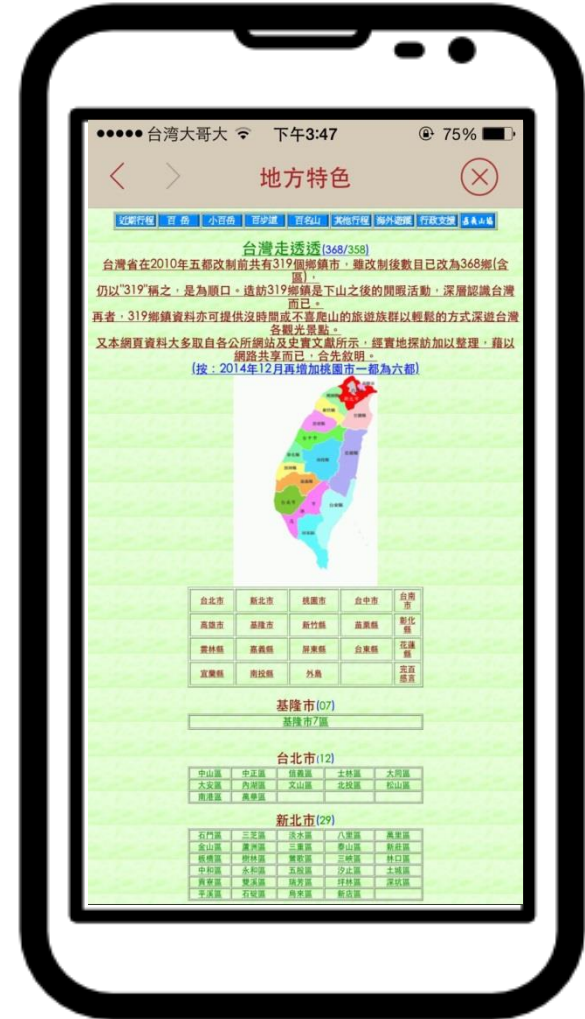 台湾大哥大 下午3:47 75%
地方特色
近期行程 百岳 小百岳 百步道 百名山 其他行程 海外遊蹤 行政支援
台灣走透透(368/358)
台灣省在2010年五都改制前共有319個鄉鎮市，雖改制後數目已改為368鄉(含
區)，
仍以"319"稱之，是為順口。造訪319鄉鎮是下山之後的閒暇活動，深層認識台灣
而已。
再者，319鄉鎮資料亦可提供沒時間或不喜爬山的旅遊族群以輕鬆的方式深遊台灣
各觀光景點。
又本網頁資料大多取自各公所網站及史實文獻所示，經實地探訪加以整理，藉以
網路共享而已，合先敘明。
(按：2014年12月再增加桃園市一都為六都)
台北市 新北市 桃園市 台中市 台南
市
高雄市 基隆市 新竹縣 苗栗縣 彰化
縣
雲林縣 嘉義縣 屏東縣 台東縣 花蓮
縣
宜蘭縣 南投縣 外島 完百
感言
基隆市(07)
基隆市7區
台北市(12)
中山區 中正區 信義區 士林區 大同區
大安區 內湖區 文山區 北投區 松山區
南港區 萬華區
新北市(29)
石門區 三芝區 淡水區 八里區 萬里區
金山區 蘆洲區 三重區 泰山區 新莊區
板橋區 樹林區 鶯歌區 三峽區 林口區
中和區 永和區 五股區 汐止區 土城區
貢寮區 雙溪區 瑞芳區 坪林區 深坑區
平溪區 石碇區 烏來區 新店區